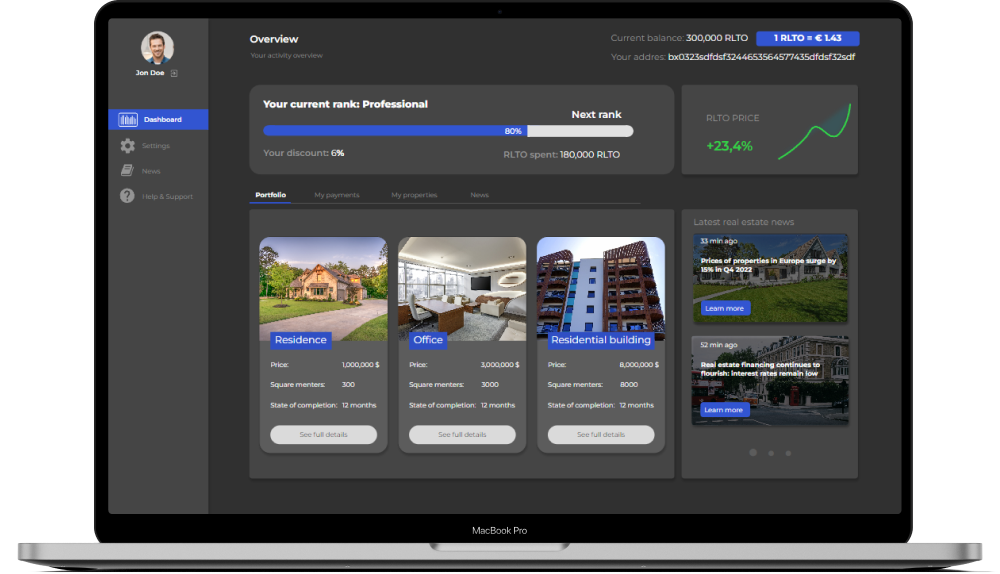 Jon Doe
Dashboard
Settings
News
Help & Support
Overview
Your activity overview
Current balance: 300,000 RLTO
1 RLTO = € 1.43
Your addres: bx0323sdfdsf3244653564577435dfdsf32sdf
Your current rank: Professional
Next rank
80%
Your discount: 6%
RLTO spent: 180,000 RLTO
RLTO PRICE
+23,4%
Portfolio
My payments
My properties
News
Residence
Price: 1,000,000 $
Square menters: 300
State of completion: 12 months
See full details
Office
Price: 3,000,000 $
Square menters: 3000
State of completion: 12 months
See full details
Residential building
Price: 8,000,000 $
Square menters: 8000
State of completion: 12 months
See full details
Latest real estate news
33 min ago
Prices of properties in Europe surge by
15% in Q4 2022
Learn more
52 min ago
Real estate financing continues to
flourish: interest rates remain low
Learn more
MacBook Pro